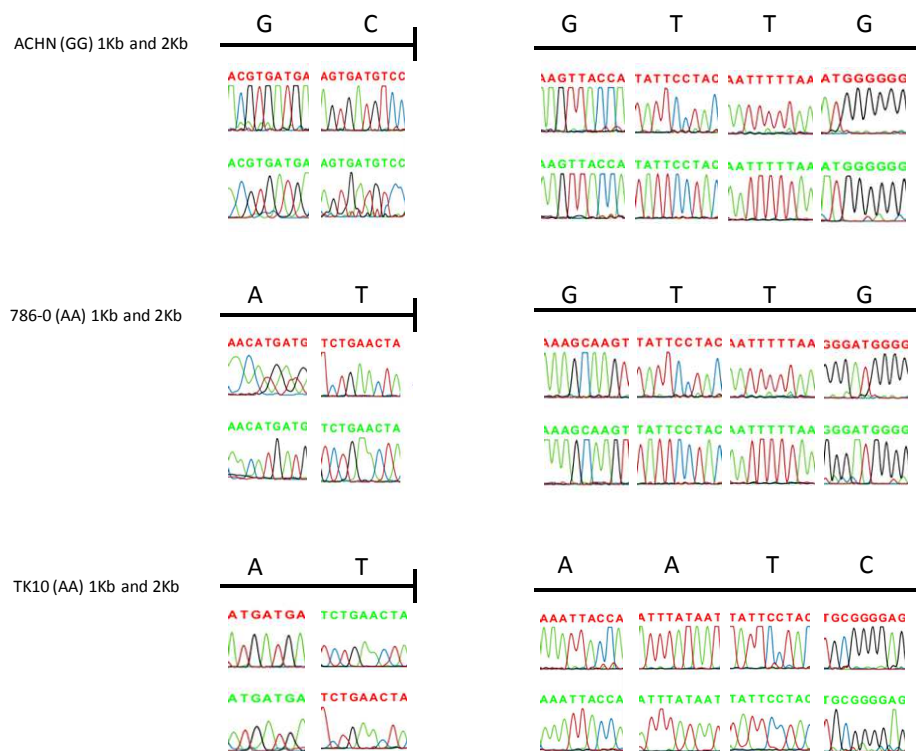 G C G T T G
ACHN (GG) 1Kb and 2Kb
ACGTGATGA AGTGATGTCC AAGTTACCA TATTCCTAC AATTTTTAA ATGGGGGG
ACGTGATGA AGTGATGTCC AAGTTACCA TATTCCTAC AATTTTTAA ATGGGGGG
A T G T T G
786-0 (AA) 1Kb and 2Kb
AACATGATG TCTGAACTA AAAGCAAGT TATTCCTAC AATTTTTAA GGGATGGGG
AACATGATG TCTGAACTA AAAGCAAGT TATTCCTAC AATTTTTAA GGGATGGGG
A T A A T C
TK10 (AA) 1Kb and 2Kb
ATGATGA TCTGAACTA AAATTACCA ATTTATAAT TATTCCTAC TGCGGGGAG
ATGATGA TCTGAACTA AAATTACCA ATTTATAAT TATTCCTAC TGCGGGGAG